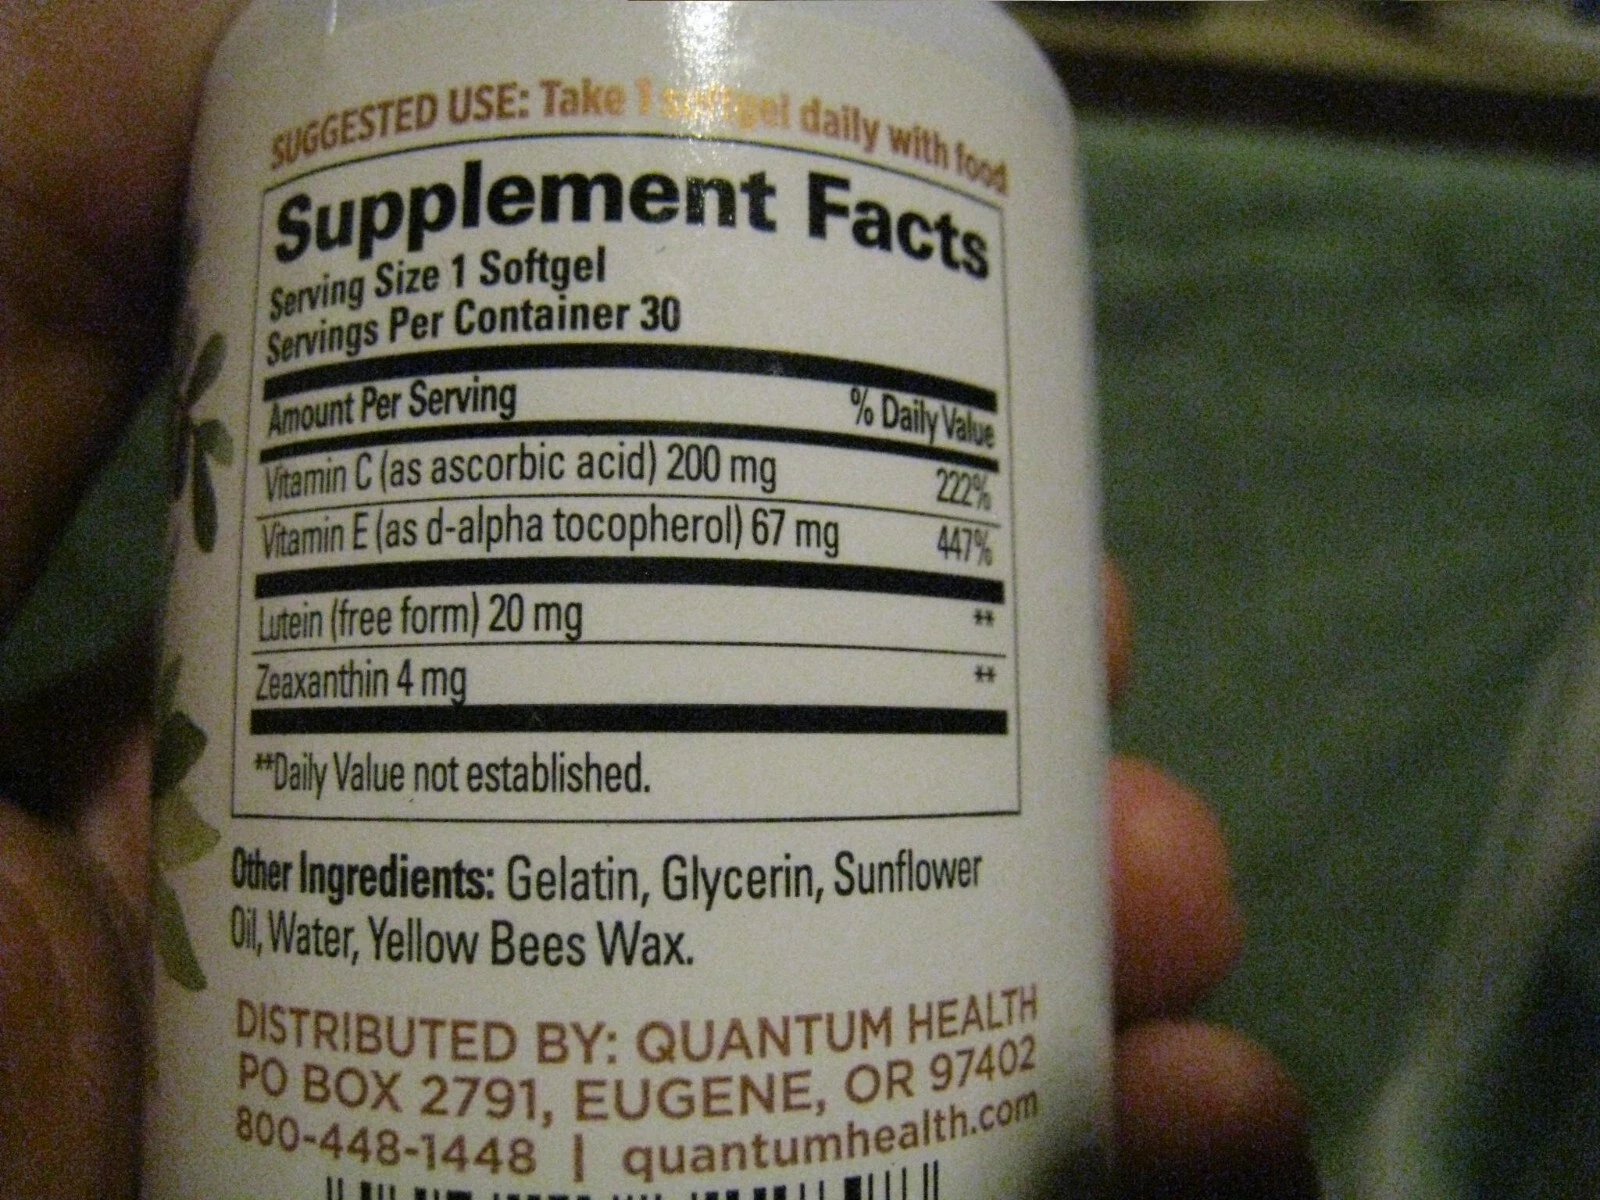 SUGGESTED USE: Take 1 softgel daily with food
Supplement Facts
Serving Size 1 Softgel
Servings Per Container 30
Amount Per Serving % Daily Value
Vitamin C (as ascorbic acid) 200 mg 222%
Vitamin E (as d-alpha tocopherol) 67 mg 447%
Lutein (free form) 20 mg **
Zeaxanthin 4 mg **
**Daily Value not established.
Other Ingredients: Gelatin, Glycerin, Sunflower
Oil, Water, Yellow Bees Wax.
DISTRIBUTED BY: QUANTUM HEALTH
PO BOX 2791, EUGENE, OR 97402
800-448-1448 | quantumhealth.com